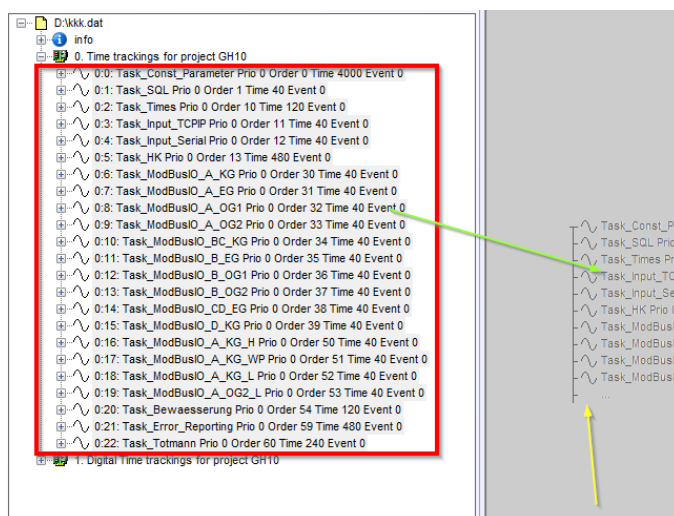 D:\kkk.dat
info
0. Time trackings for project GH10
0:0: Task_Const_Parameter Prio 0 Order 0 Time 4000 Event 0
0:1: Task_SQL Prio 0 Order 1 Time 40 Event 0
0:2: Task_Times Prio 0 Order 10 Time 120 Event 0
0:3: Task_Input_TCPIP Prio 0 Order 11 Time 40 Event 0
0:4: Task_Input_Serial Prio 0 Order 12 Time 40 Event 0
0:5: Task_HK Prio 0 Order 13 Time 480 Event 0
0:6: Task_ModBusIO_A_KG Prio 0 Order 30 Time 40 Event 0
0:7: Task_ModBusIO_A_EG Prio 0 Order 31 Time 40 Event 0
0:8: Task_ModBusIO_A_OG1 Prio 0 Order 32 Time 40 Event 0
0:9: Task_ModBusIO_A_OG2 Prio 0 Order 33 Time 40 Event 0
0:10: Task_ModBusIO_BC_KG Prio 0 Order 34 Time 40 Event 0
0:11: Task_ModBusIO_B_EG Prio 0 Order 35 Time 40 Event 0
0:12: Task_ModBusIO_B_OG1 Prio 0 Order 36 Time 40 Event 0
0:13: Task_ModBusIO_B_OG2 Prio 0 Order 37 Time 40 Event 0
0:14: Task_ModBusIO_CD_EG Prio 0 Order 38 Time 40 Event 0
0:15: Task_ModBusIO_D_KG Prio 0 Order 39 Time 40 Event 0
0:16: Task_ModBusIO_A_KG_H Prio 0 Order 50 Time 40 Event 0
0:17: Task_ModBusIO_A_KG_WP Prio 0 Order 51 Time 40 Event 0
0:18: Task_ModBusIO_A_KG_L Prio 0 Order 52 Time 40 Event 0
0:19: Task_ModBusIO_A_OG2_L Prio 0 Order 53 Time 40 Event 0
0:20: Task_Bewaesserung Prio 0 Order 54 Time 120 Event 0
0:21: Task_Error_Reporting Prio 0 Order 59 Time 480 Event 0
0:22: Task_Totmann Prio 0 Order 60 Time 240 Event 0
1. Digital Time trackings for project GH10
Task_Const_P
Task_SQL Prio
Task_Times Pr
Task_Input_TC
Task_Input_Se
Task_HK Prio
Task_ModBusI
Task_ModBusI
Task_ModBusI
Task_ModBusI
...